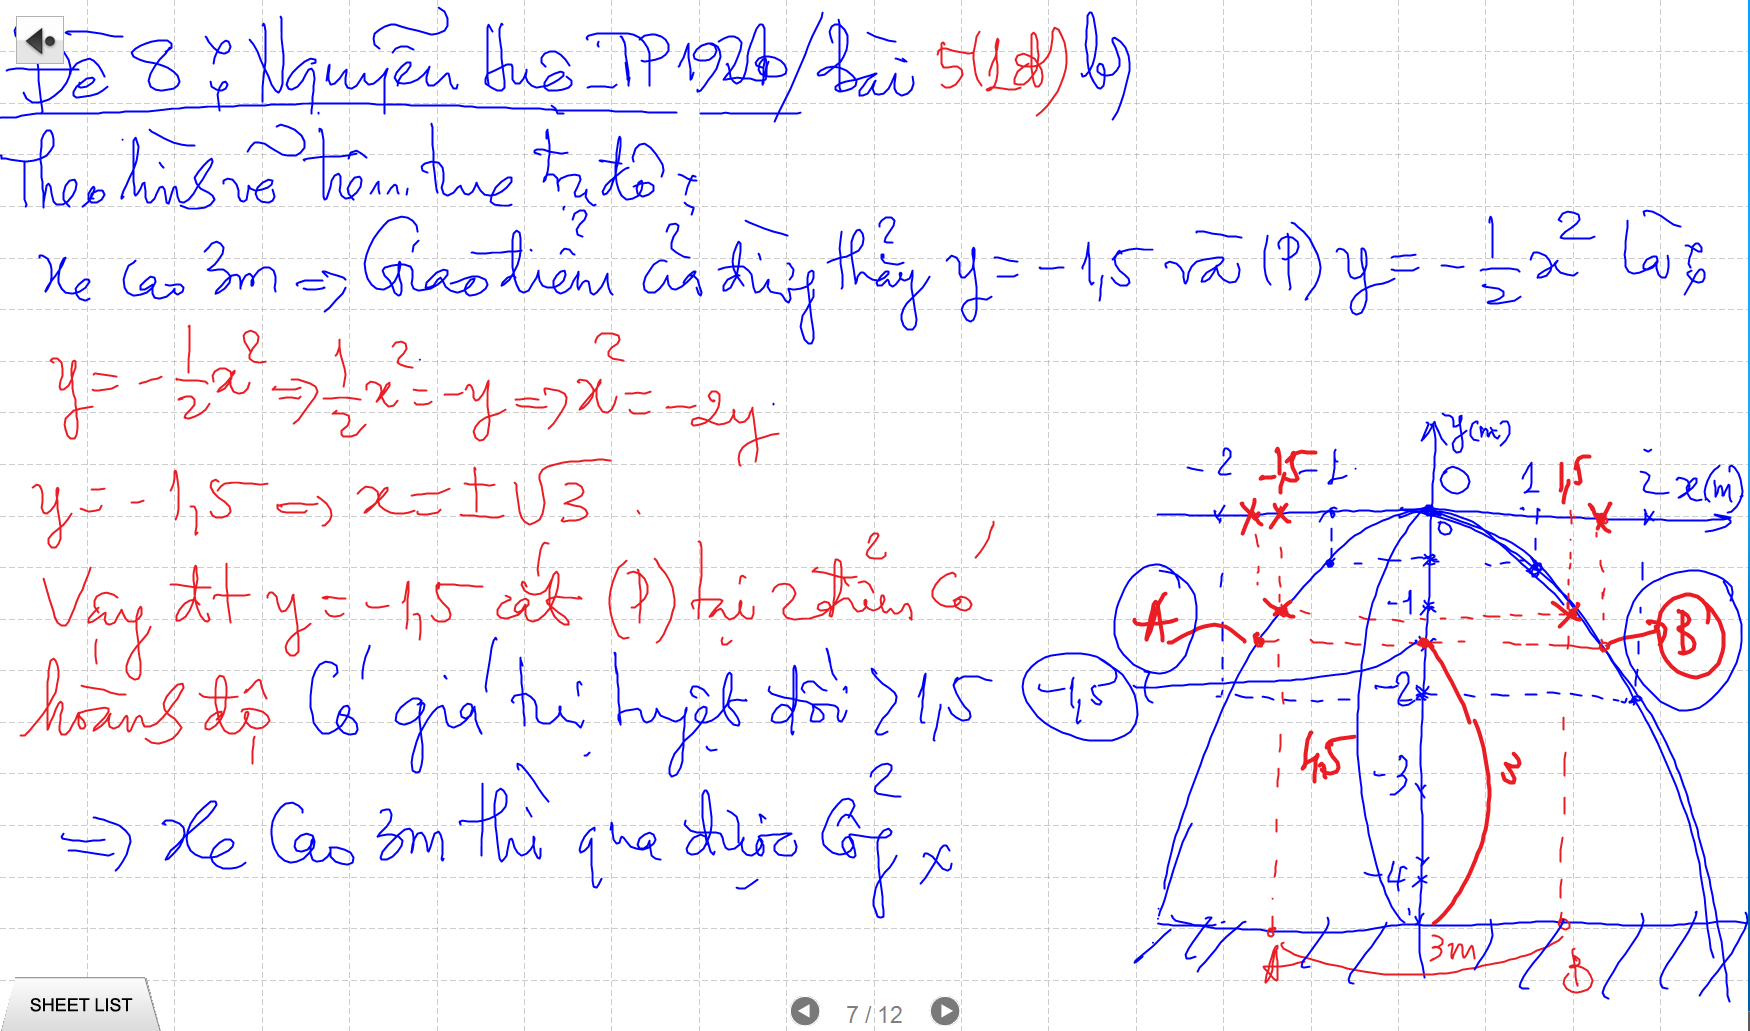 Đề 8: Nguyễn Huệ_TP 1920/Bài 5(1đ) b)
Theo hình vẽ trên trục tọa độ:
Xe cao 3m => Giao điểm của đường thẳng y = -1,5 và (P) y = -1/2 x² là:
y = -1/2 x² => 1/2 x² = -y => x² = -2y
y = -1,5 => x = ±√3.
Vậy đt y = -1,5 cắt (P) tại 2 điểm có
hoành độ có giá trị tuyệt đối > 1,5
=> Xe cao 3m thì qua được cổng
y(m)
-2 -1,5 -1 0 1 1,5 2 x(m)
0
A -1 B
-1,5 -2
4,5 -3 3
-4
3m
A B
SHEET LIST
7 / 12